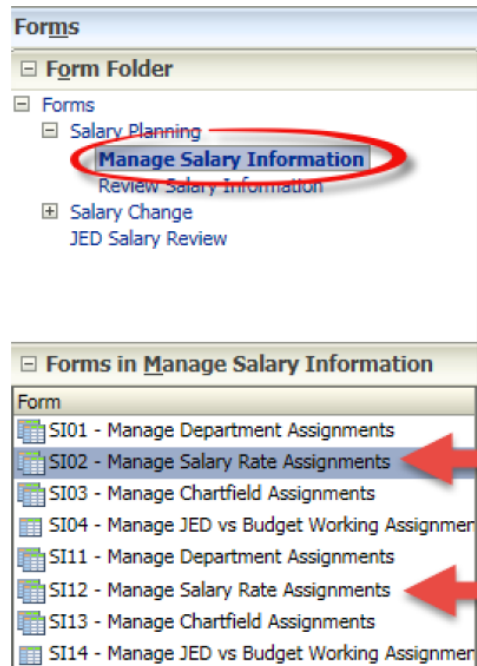 Forms
Form Folder
Forms
Salary Planning
Manage Salary Information
Review Salary Information
Salary Change
JED Salary Review
Forms in Manage Salary Information
Form
SI01 - Manage Department Assignments
SI02 - Manage Salary Rate Assignments
SI03 - Manage Chartfield Assignments
SI04 - Manage JED vs Budget Working Assignmen
SI11 - Manage Department Assignments
SI12 - Manage Salary Rate Assignments
SI13 - Manage Chartfield Assignments
SI14 - Manage JED vs Budget Working Assignmen